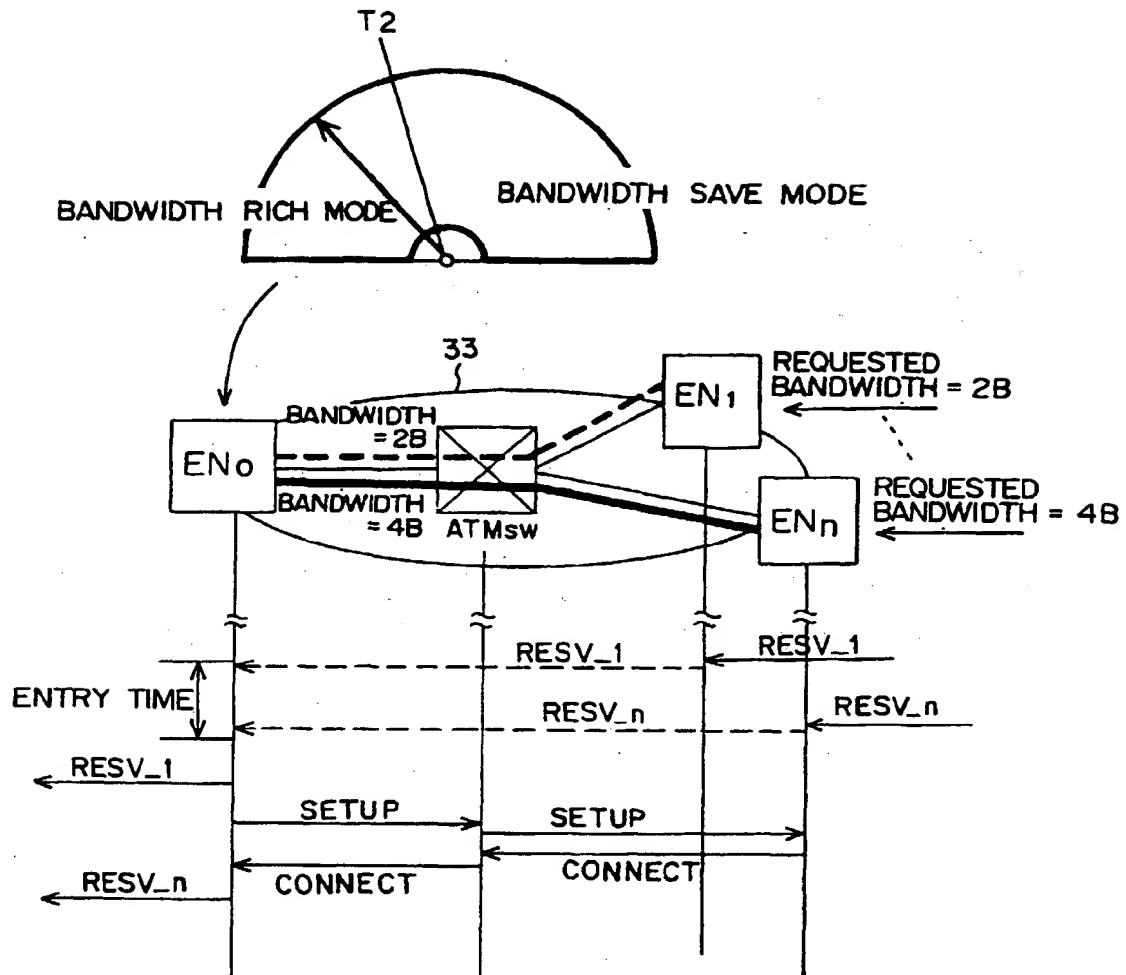 T2
BANDWIDTH RICH MODE
BANDWIDTH SAVE MODE
33
EN0
BANDWIDTH
=2B
BANDWIDTH
=4B
ATMsw
EN1
REQUESTED
BANDWIDTH = 2B
ENn
REQUESTED
BANDWIDTH = 4B
RESV_1
RESV_1
ENTRY TIME
RESV_n
RESV_n
RESV_1
SETUP
SETUP
CONNECT
CONNECT
RESV_n